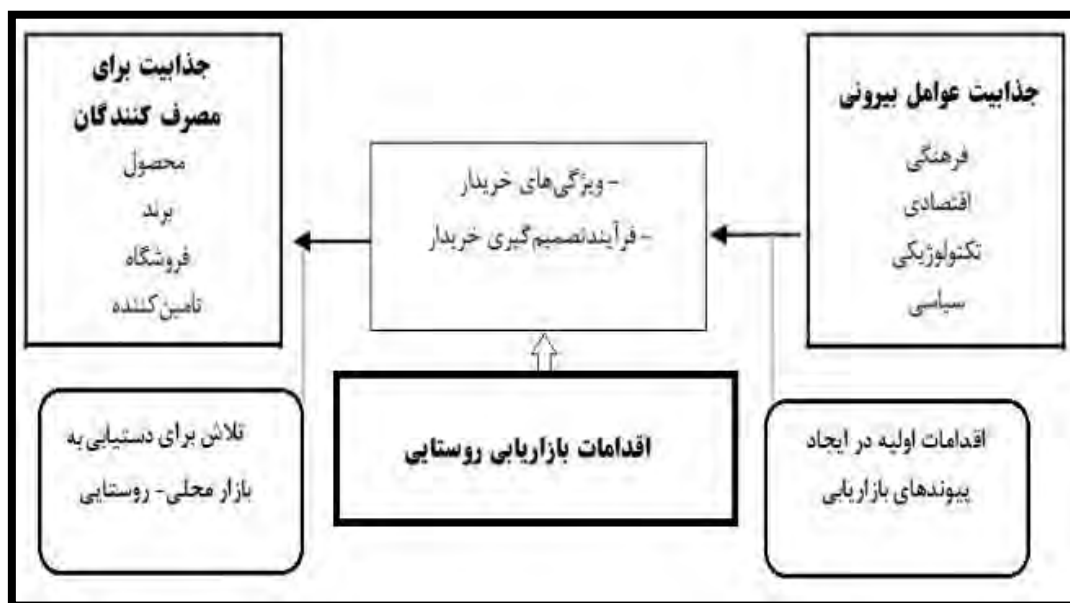 جذابیت عوامل بیرونی
فرهنگی
اقتصادی
تکنولوژیکی
سیاسی
- ویژگی‌های خریدار
- فرآیندتصمیم‌گیری خریدار
جذابیت برای
مصرف کنندگان
محصول
برند
فروشگاه
تامین‌کننده
اقدامات اولیه در ایجاد
پیوندهای بازاریابی
اقدامات بازاریابی روستایی
تلاش برای دستیابی به
بازار محلی- روستایی